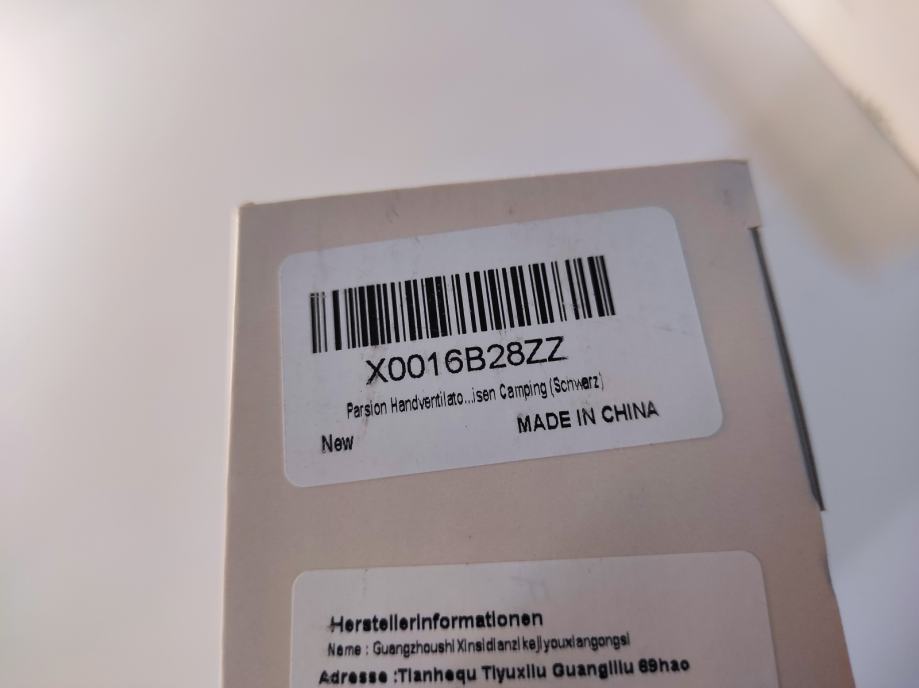 X0016B28ZZ
Parsion Handventilato...isen Camping (Schwarz)
New
MADE IN CHINA
Herstellerinformationen
Name : Guangzhoushi Xinsidianzi kejiyouxiangongsi
Adresse :Tianhequ Tiyuxilu Guangliliu 69hao